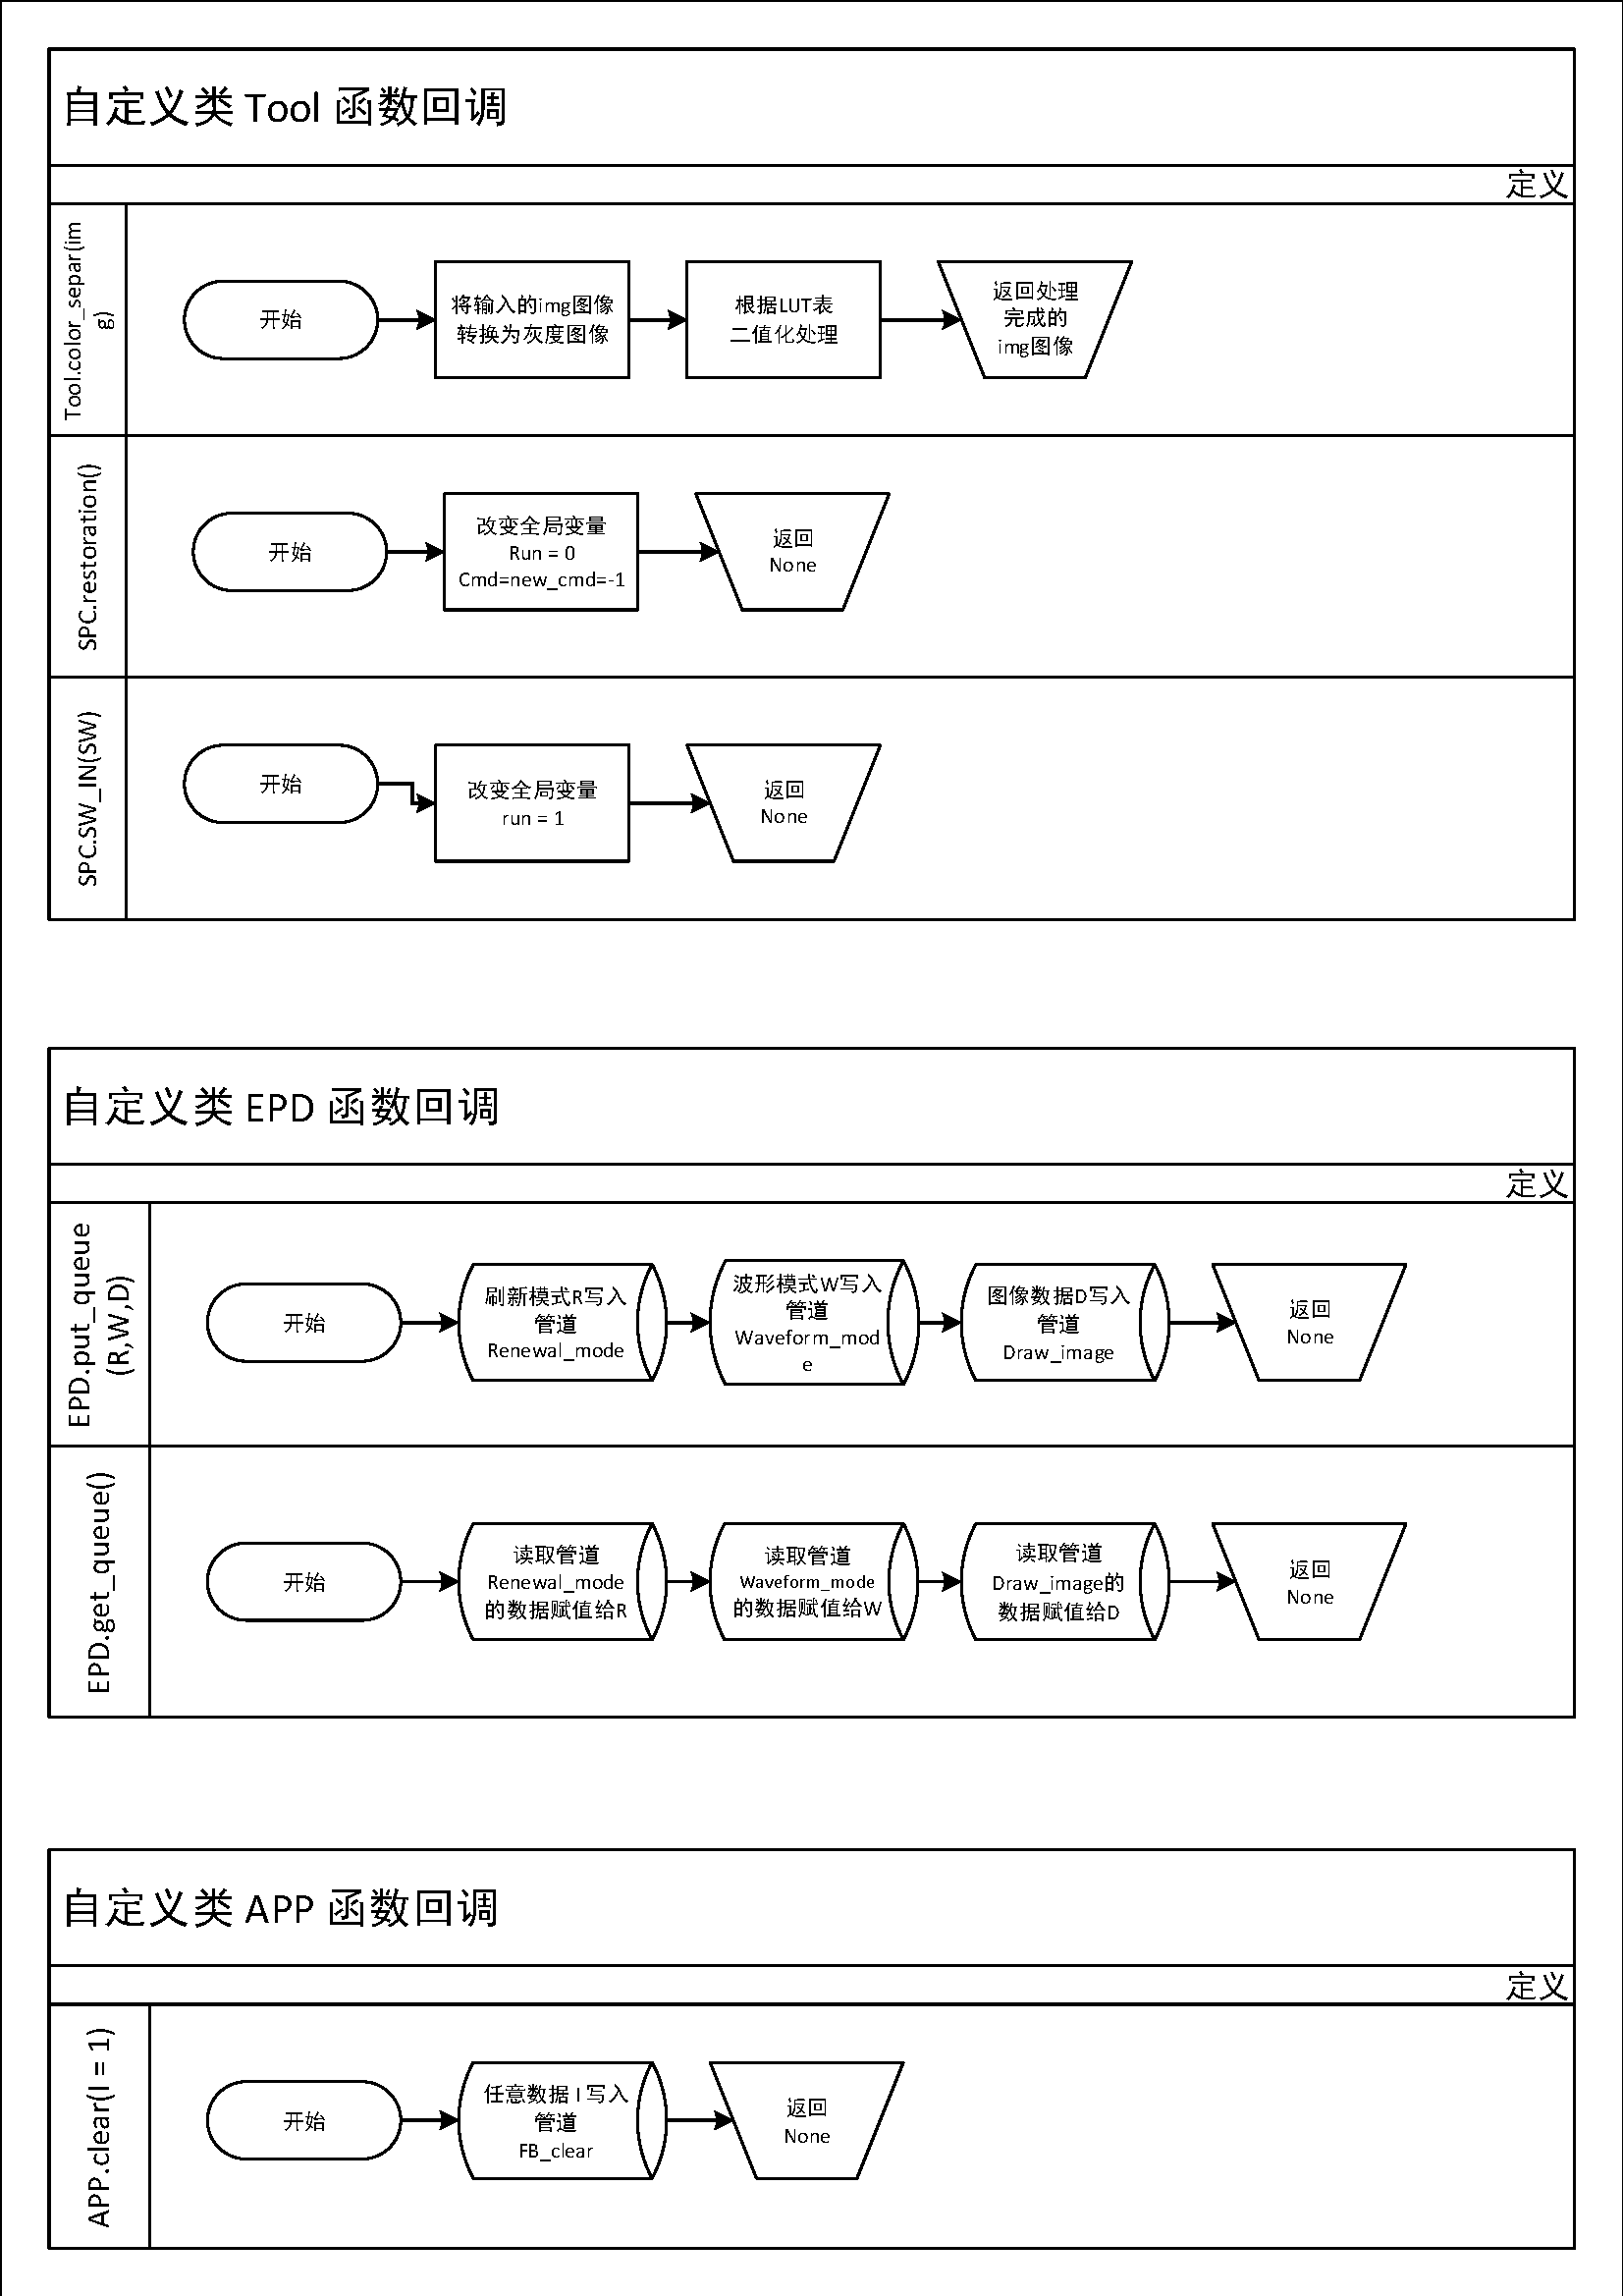 自定义类 Tool 函数回调
定义
Tool.color_separ(im
g)
开始
将输入的img图像
转换为灰度图像
根据LUT表
二值化处理
返回处理
完成的
img图像
SPC.restoration()
开始
改变全局变量
Run = 0
Cmd=new_cmd=-1
返回
None
SPC.SW_IN(SW)
开始
改变全局变量
run = 1
返回
None
自定义类 EPD 函数回调
定义
EPD.put_queue
(R,W,D)
开始
刷新模式R写入
管道
Renewal_mode
波形模式W写入
管道
Waveform_mod
e
图像数据D写入
管道
Draw_image
返回
None
EPD.get_queue()
开始
读取管道
Renewal_mode
的数据赋值给R
读取管道
Waveform_mode
的数据赋值给W
读取管道
Draw_image的
数据赋值给D
返回
None
自定义类 APP 函数回调
定义
APP.clear(I = 1)
开始
任意数据 I 写入
管道
FB_clear
返回
None